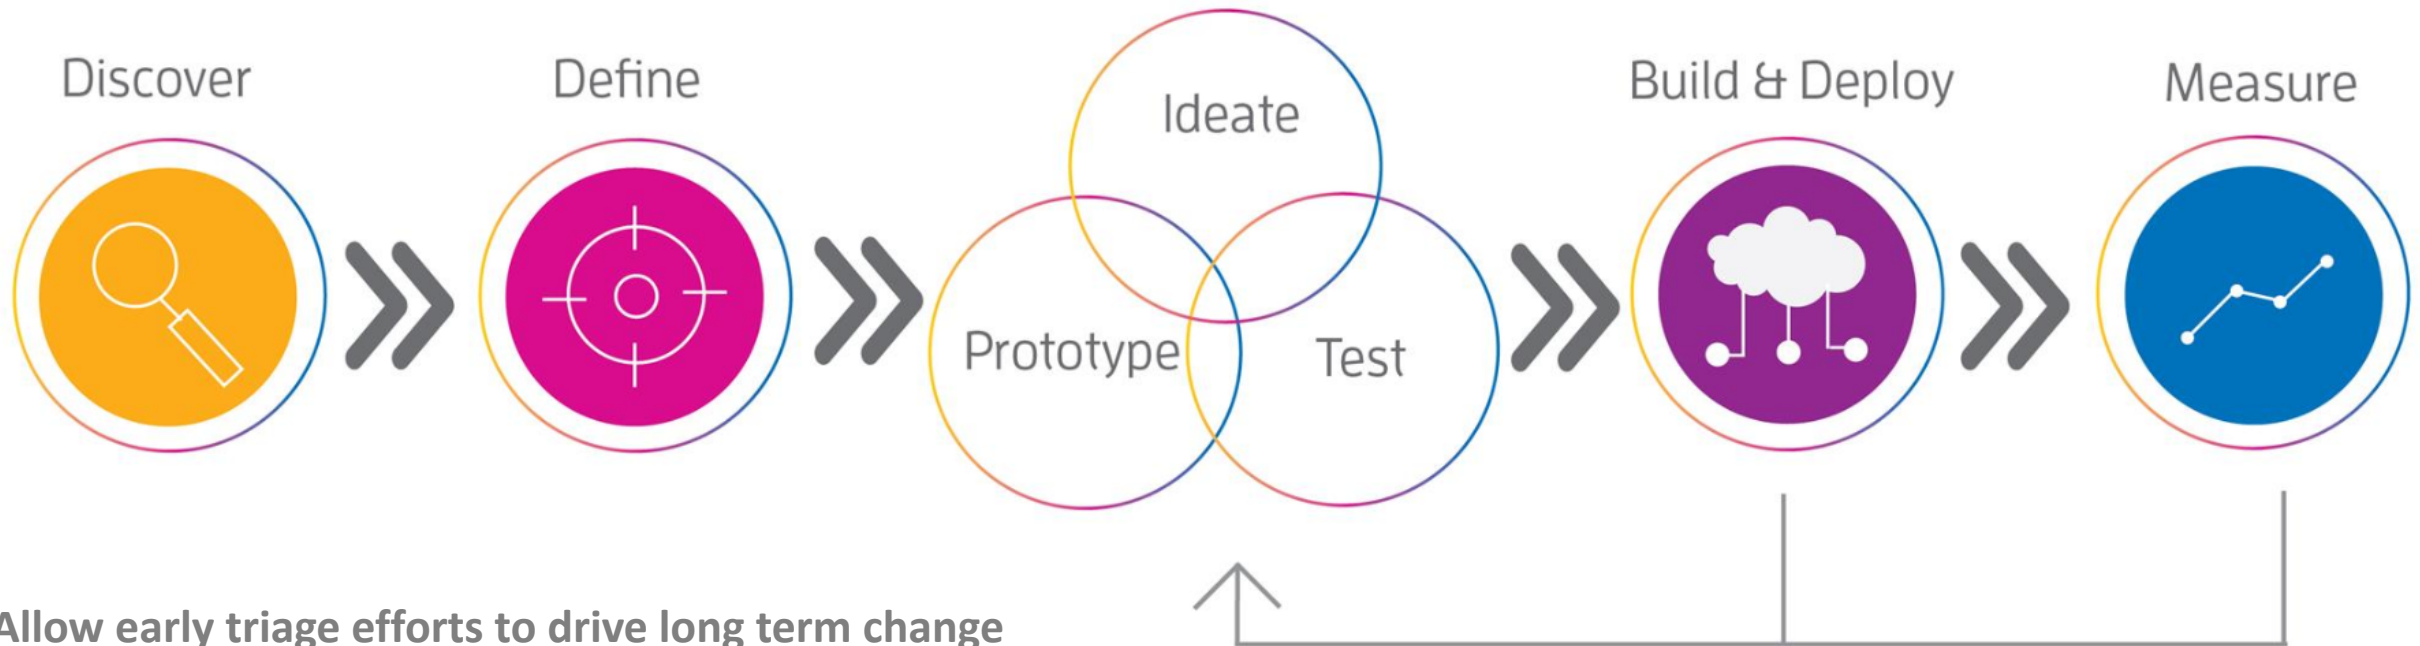 Discover
Define
Ideate
Prototype
Test
Build & Deploy
Measure
Allow early triage efforts to drive long term change